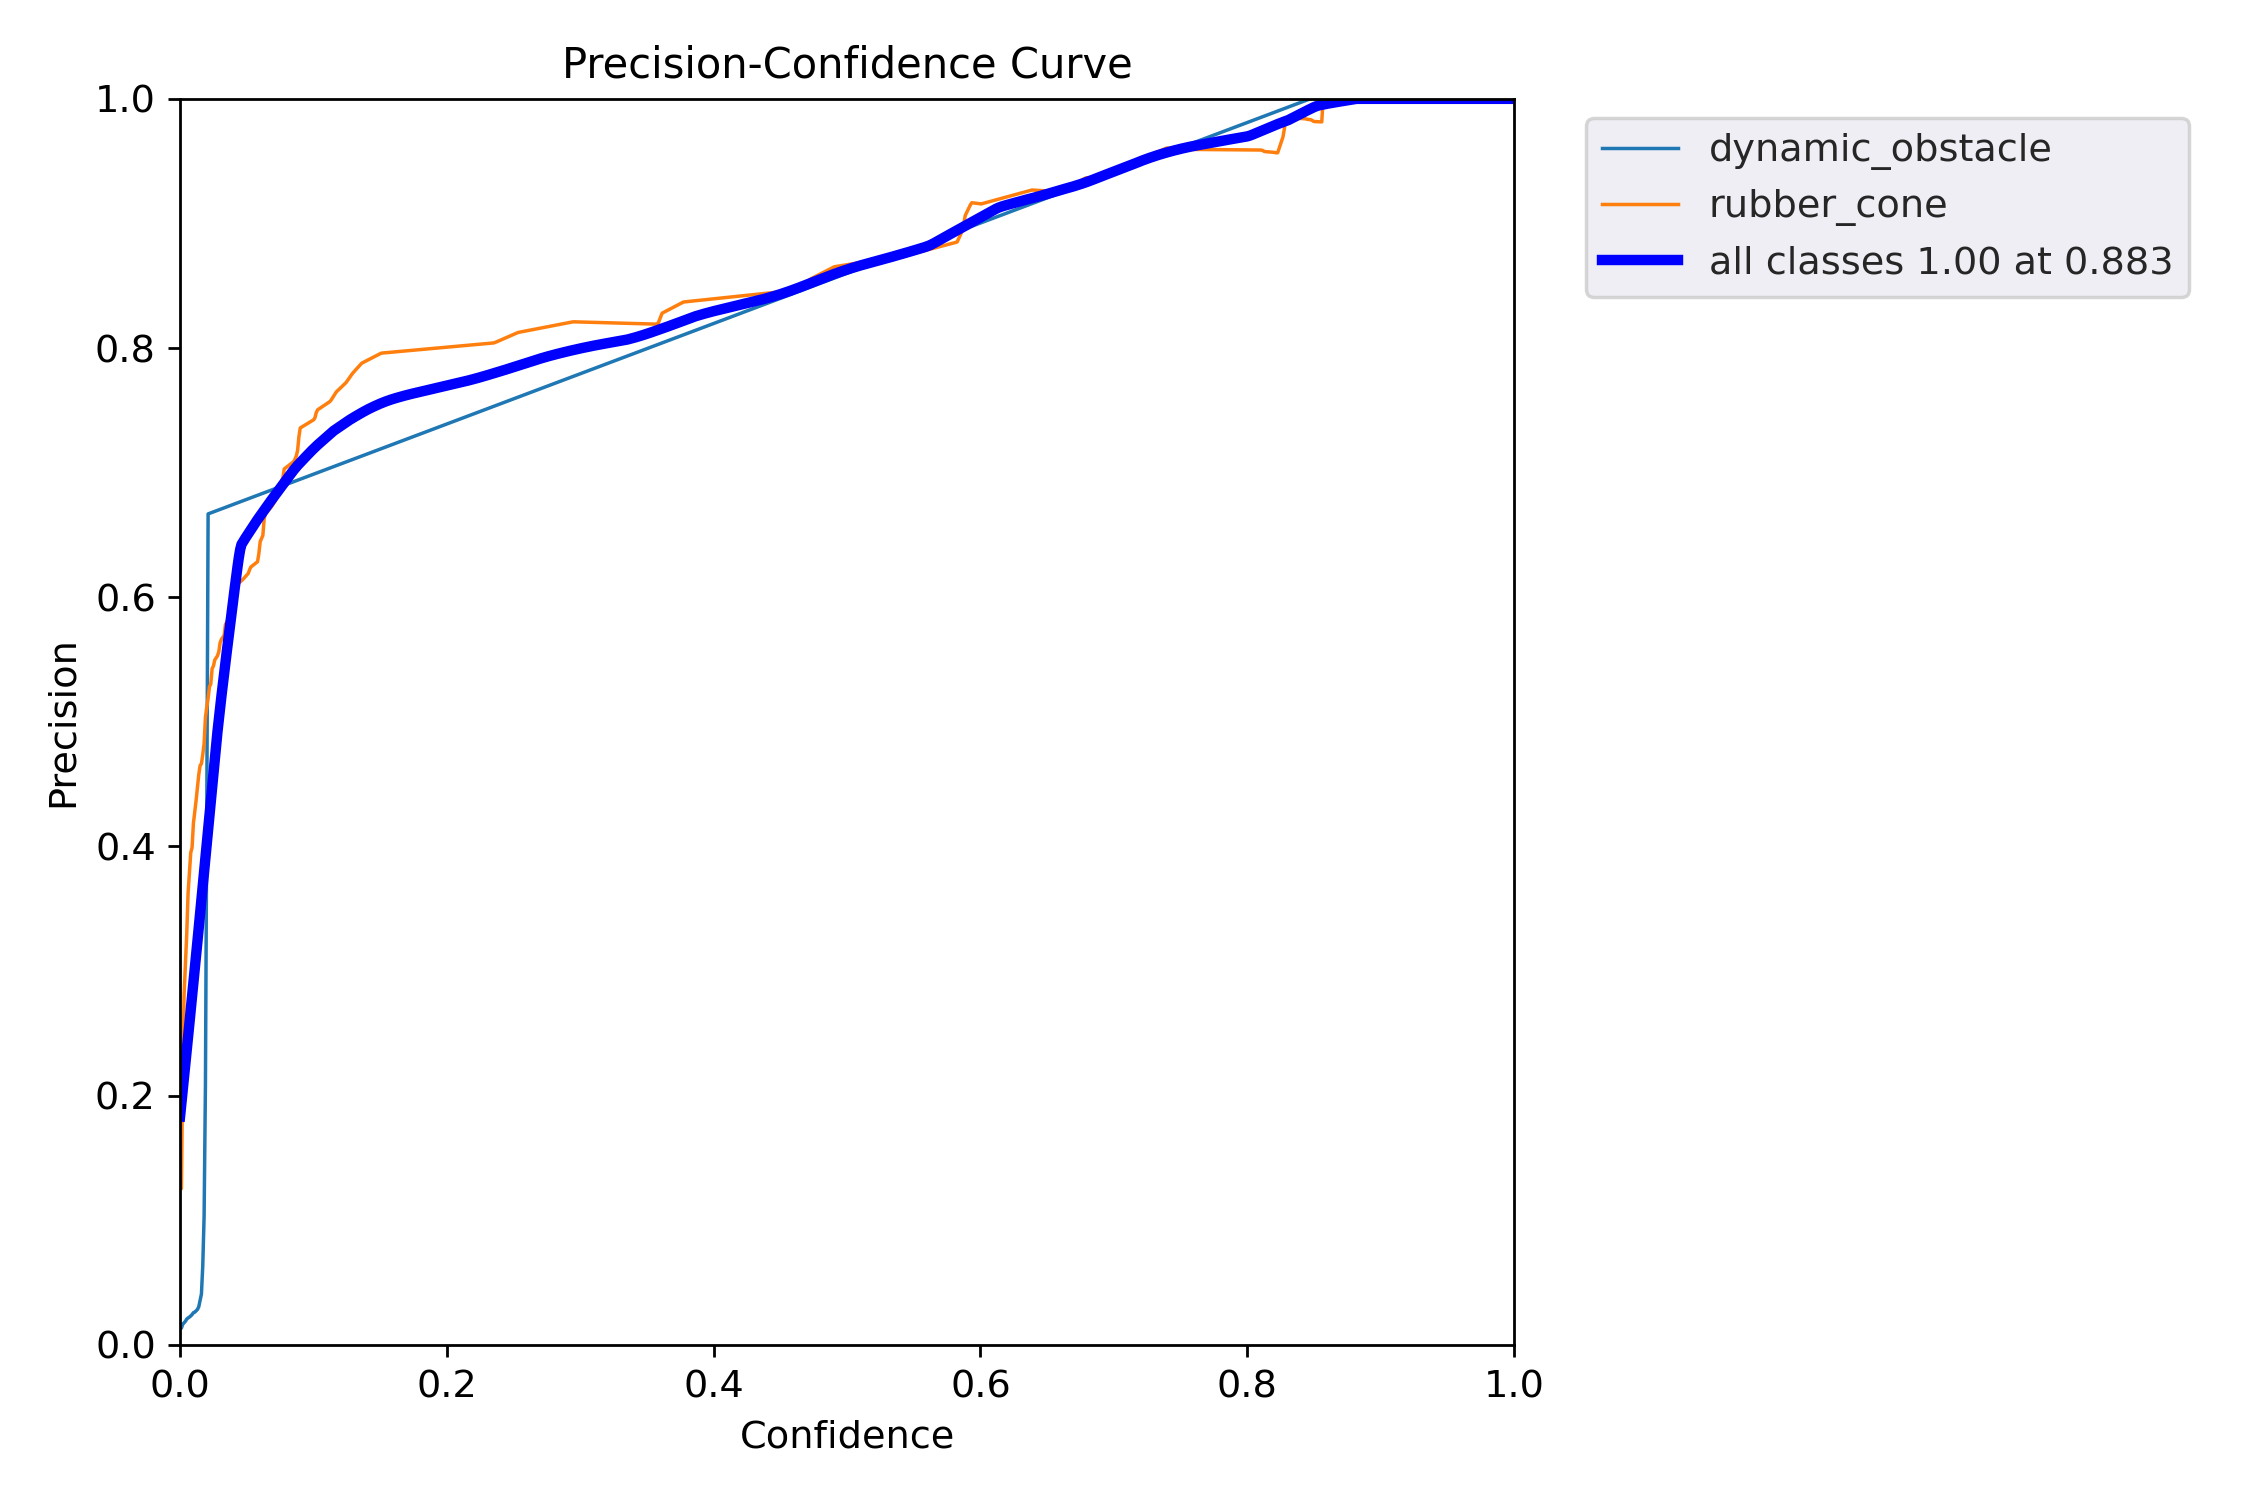 Precision-Confidence Curve
1.0
0.8
0.6
0.4
0.2
0.0
Precision
0.0 0.2 0.4 0.6 0.8 1.0
Confidence
dynamic_obstacle
rubber_cone
all classes 1.00 at 0.883